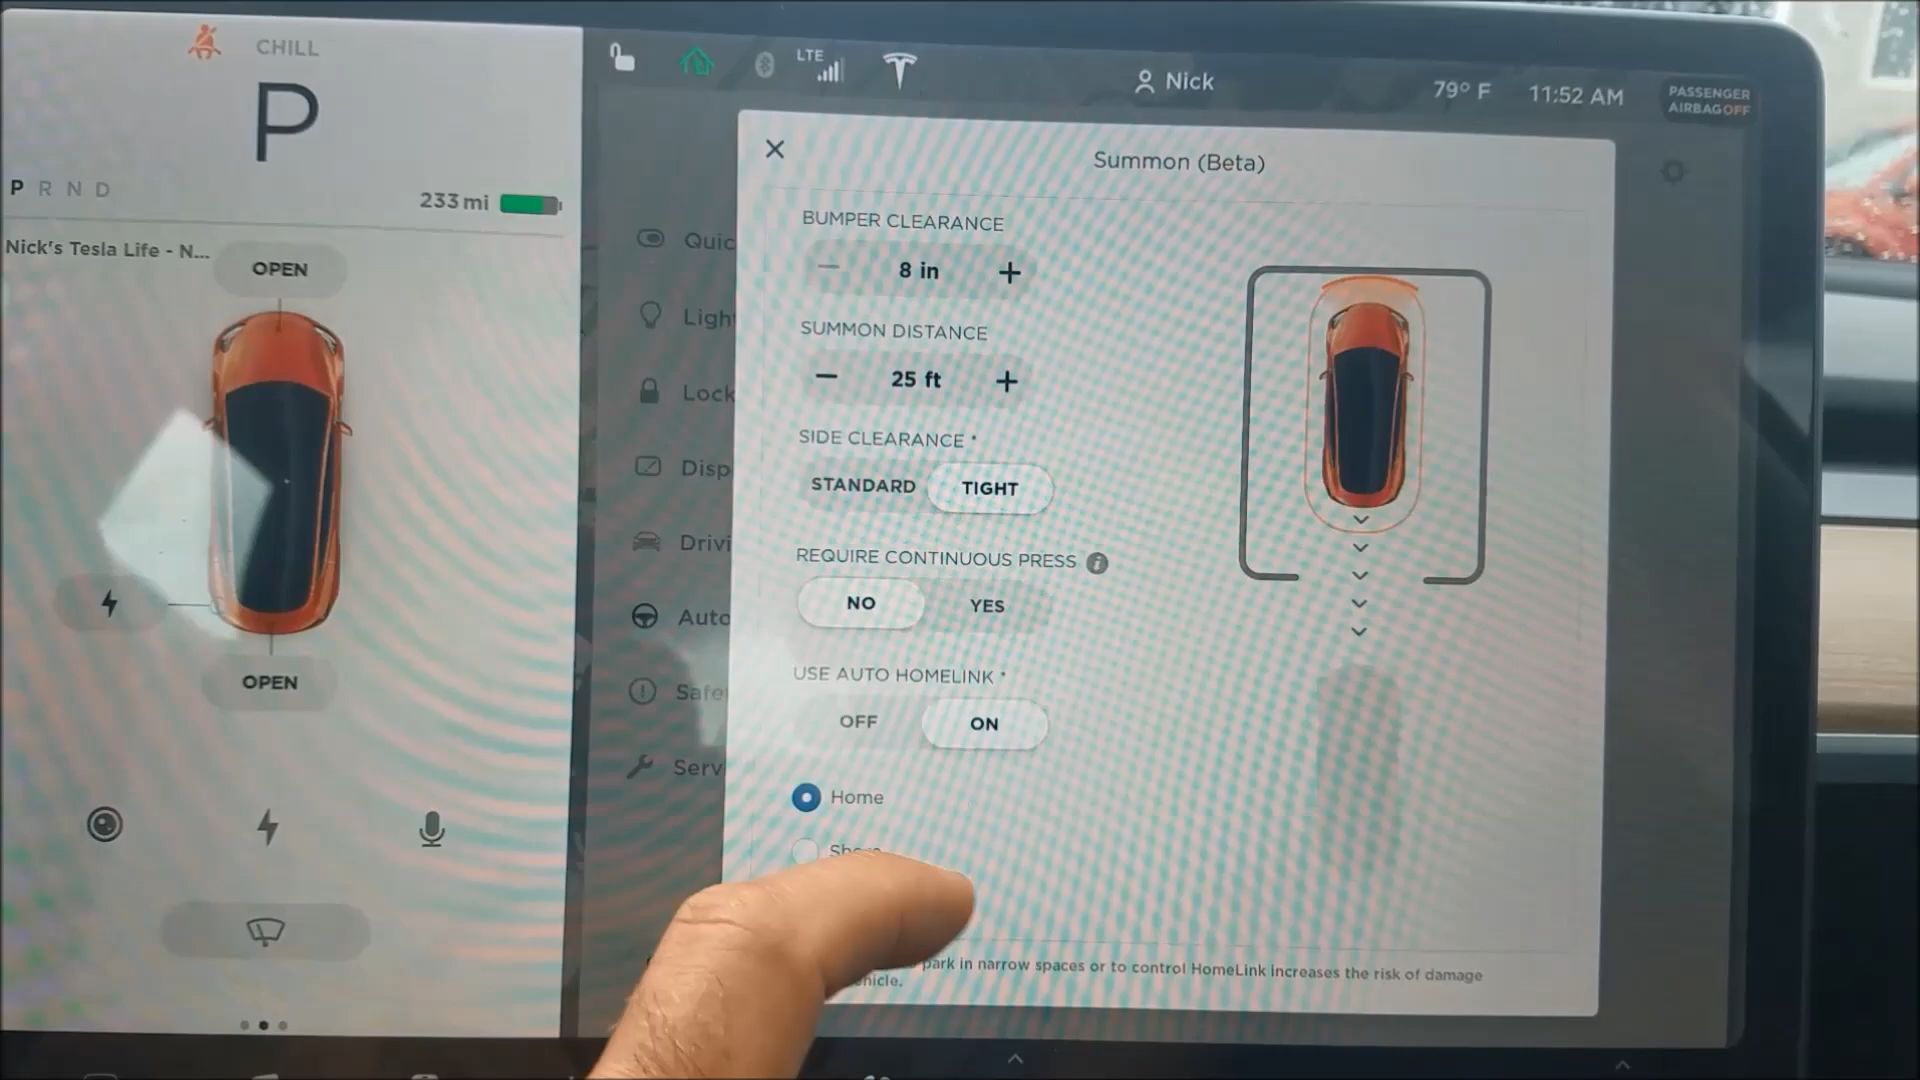 CHILL
P
P R N D
233 mi
Nick's Tesla Life - N...
OPEN
OPEN
LTE
Nick
79° F
11:52 AM
PASSENGER
AIRBAG OFF
Quic
Ligh
Lock
Disp
Drivi
Auto
Safe
Serv
Summon (Beta)
BUMPER CLEARANCE
− 8 in +
SUMMON DISTANCE
− 25 ft +
SIDE CLEARANCE *
STANDARD TIGHT
REQUIRE CONTINUOUS PRESS i
NO YES
USE AUTO HOMELINK *
OFF ON
Home
park in narrow spaces or to control HomeLink increases the risk of damage